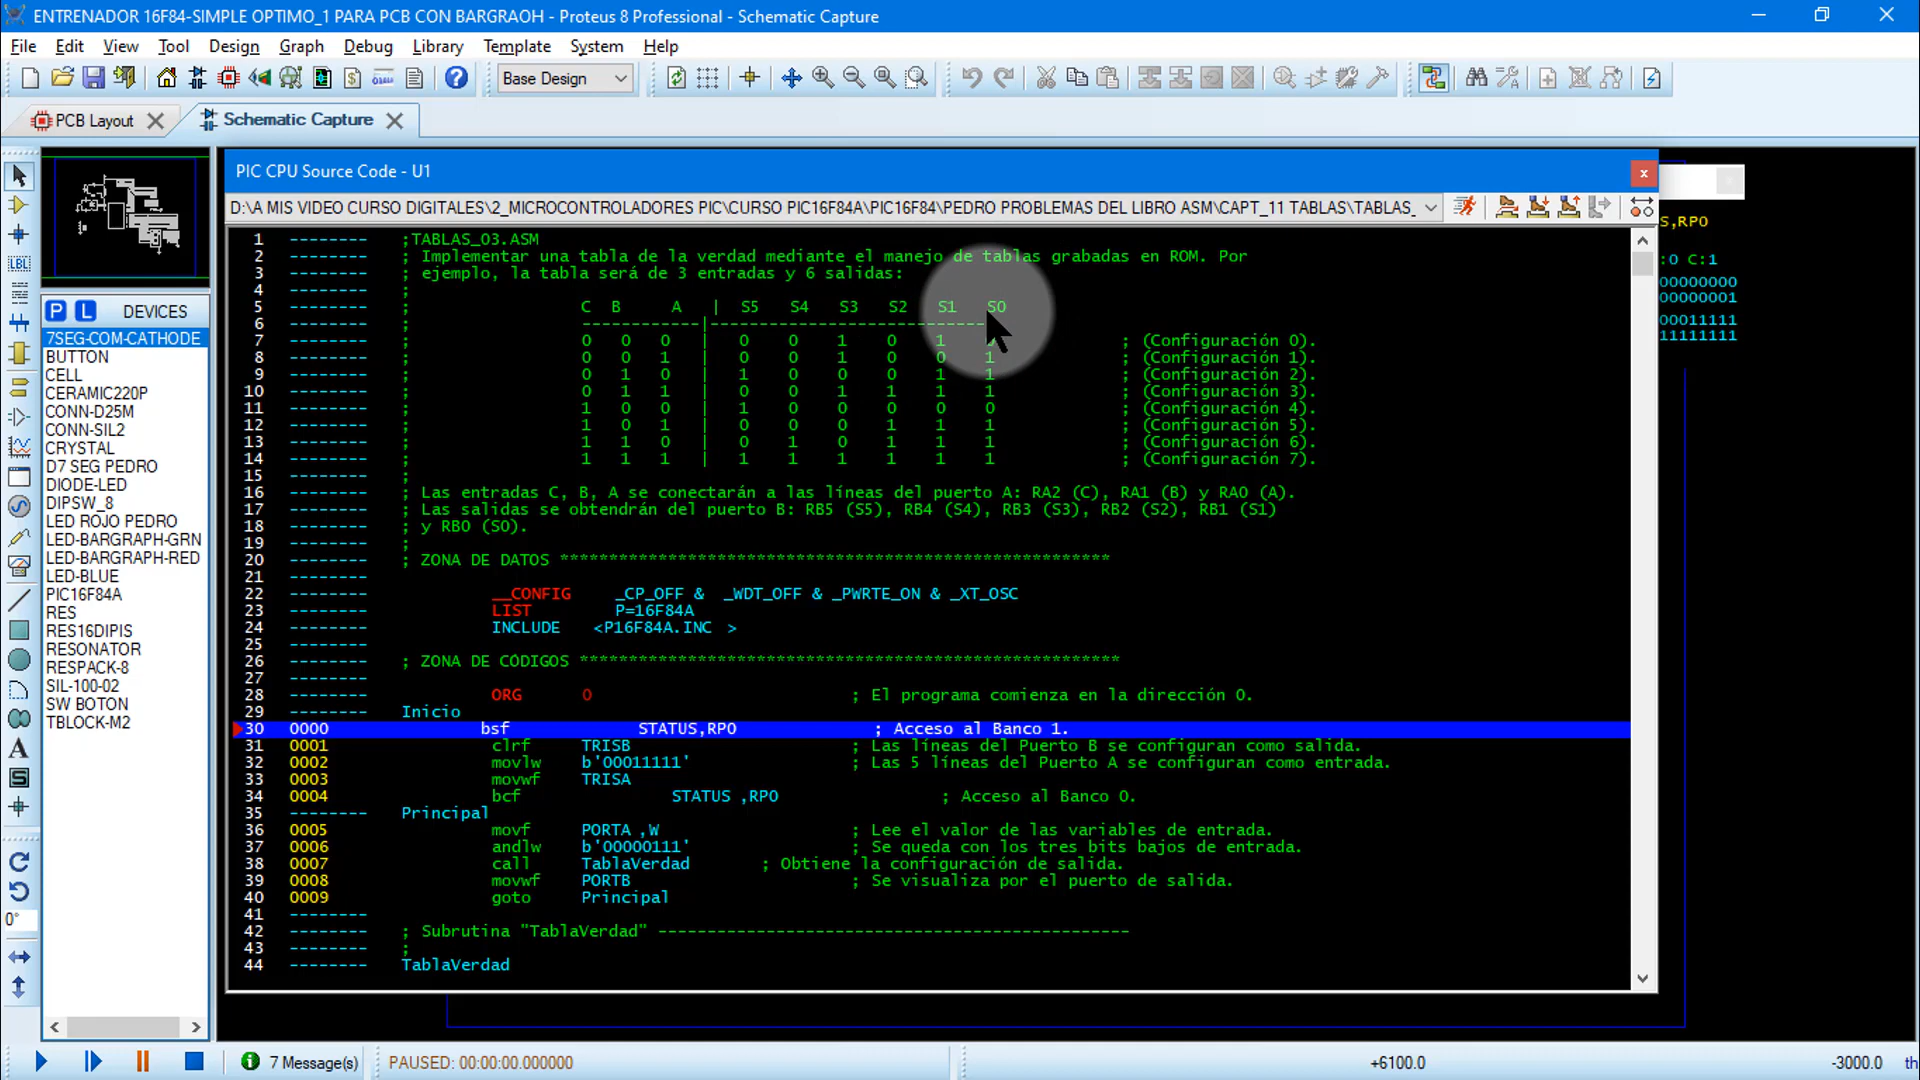 ENTRENADOR 16F84-SIMPLE OPTIMO_1 PARA PCB CON BARGRAOH - Proteus 8 Professional - Schematic Capture
File Edit View Tool Design Graph Debug Library Template System Help
Base Design
PCB Layout Schematic Capture
PIC CPU Source Code - U1
D:\A MIS VIDEO CURSO DIGITALES\2_MICROCONTROLADORES PIC\CURSO PIC16F84A\PIC16F84\PEDRO PROBLEMAS DEL LIBRO ASM\CAPT_11 TABLAS\TABLAS_
S,RP0
:0 C:1
00000000
00000001
00011111
11111111
P L DEVICES
7SEG-COM-CATHODE
BUTTON
CELL
CERAMIC220P
CONN-D25M
CONN-SIL2
CRYSTAL
D7 SEG PEDRO
DIODE-LED
DIPSW_8
LED ROJO PEDRO
LED-BARGRAPH-GRN
LED-BARGRAPH-RED
LED-BLUE
PIC16F84A
RES
RES16DIPIS
RESONATOR
RESPACK-8
SIL-100-02
SW BOTON
TBLOCK-M2
LBL
A
S
0°
1 -------- ;TABLAS_03.ASM
2 -------- ; Implementar una tabla de la verdad mediante el manejo de tablas grabadas en ROM. Por
3 -------- ; ejemplo, la tabla será de 3 entradas y 6 salidas:
4 -------- ;
5 -------- ; C B A | S5 S4 S3 S2 S1 S0
6 -------- ; ------------|-----------------------------
7 -------- ; 0 0 0 | 0 0 1 0 1 ; (Configuración 0).
8 -------- ; 0 0 1 | 0 0 1 0 0 1 ; (Configuración 1).
9 -------- ; 0 1 0 | 1 0 0 0 1 1 ; (Configuración 2).
10 -------- ; 0 1 1 | 0 0 1 1 1 1 ; (Configuración 3).
11 -------- ; 1 0 0 | 1 0 0 0 0 0 ; (Configuración 4).
12 -------- ; 1 0 1 | 0 0 0 1 1 1 ; (Configuración 5).
13 -------- ; 1 1 0 | 0 1 0 1 1 1 ; (Configuración 6).
14 -------- ; 1 1 1 | 1 1 1 1 1 1 ; (Configuración 7).
15 -------- ;
16 -------- ; Las entradas C, B, A se conectarán a las líneas del puerto A: RA2 (C), RA1 (B) y RA0 (A).
17 -------- ; Las salidas se obtendrán del puerto B: RB5 (S5), RB4 (S4), RB3 (S3), RB2 (S2), RB1 (S1)
18 -------- ; y RB0 (S0).
19 -------- ;
20 -------- ; ZONA DE DATOS ********************************************************
21 --------
22 -------- __CONFIG _CP_OFF & _WDT_OFF & _PWRTE_ON & _XT_OSC
23 -------- LIST P=16F84A
24 -------- INCLUDE <P16F84A.INC >
25 --------
26 -------- ; ZONA DE CÓDIGOS *******************************************************
27 --------
28 -------- ORG 0 ; El programa comienza en la dirección 0.
29 -------- Inicio
30 0000 bsf STATUS,RP0 ; Acceso al Banco 1.
31 0001 clrf TRISB ; Las líneas del Puerto B se configuran como salida.
32 0002 movlw b'00011111' ; Las 5 líneas del Puerto A se configuran como entrada.
33 0003 movwf TRISA
34 0004 bcf STATUS ,RP0 ; Acceso al Banco 0.
35 -------- Principal
36 0005 movf PORTA ,W ; Lee el valor de las variables de entrada.
37 0006 andlw b'00000111' ; Se queda con los tres bits bajos de entrada.
38 0007 call TablaVerdad ; Obtiene la configuración de salida.
39 0008 movwf PORTB ; Se visualiza por el puerto de salida.
40 0009 goto Principal
41 --------
42 -------- ; Subrutina "TablaVerdad" ------------------------------------------------
43 -------- ;
44 -------- TablaVerdad
7 Message(s) PAUSED: 00:00:00.000000 +6100.0 -3000.0 th